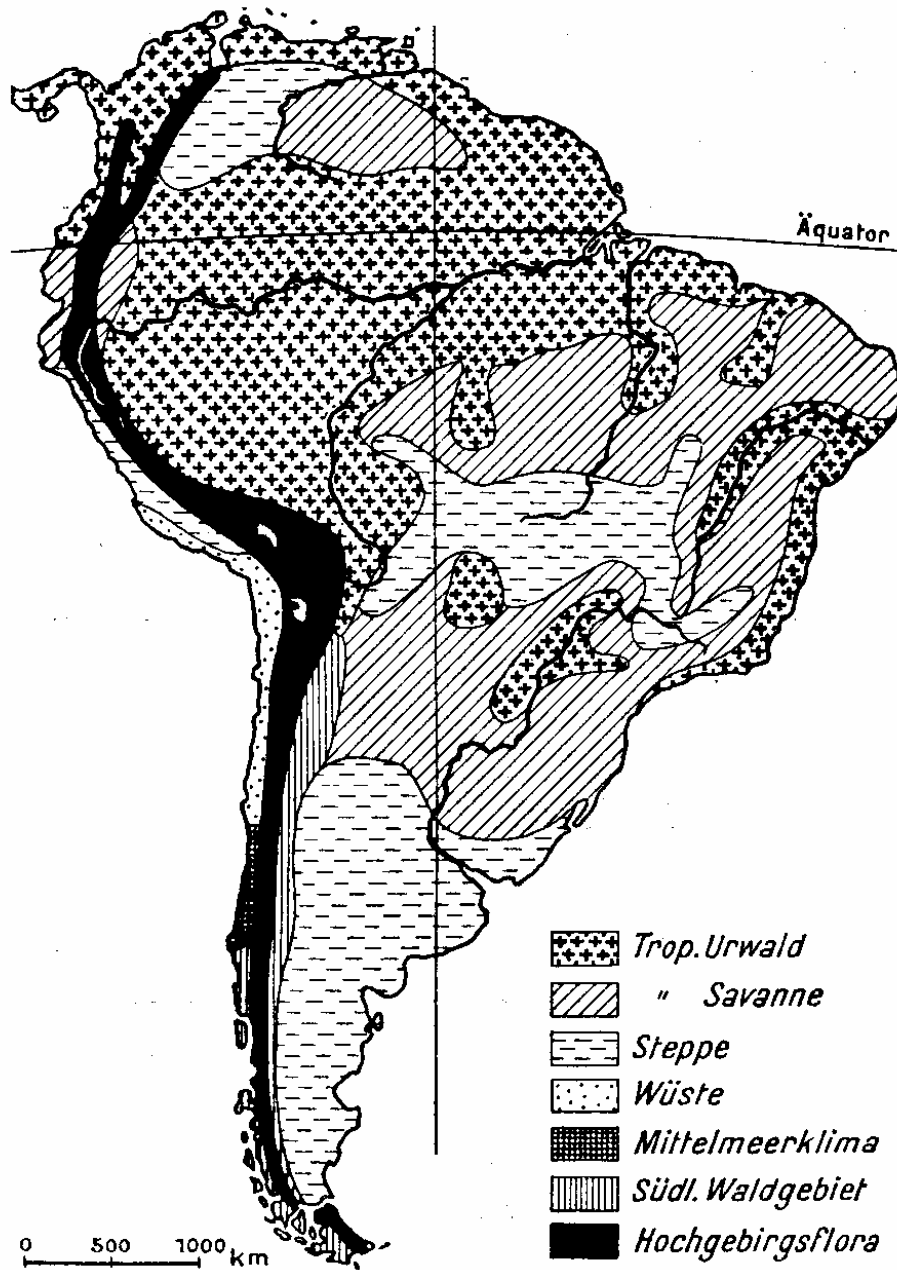 Äquator
Trop. Urwald
" Savanne
Steppe
Wüste
Mittelmeerklima
Südl. Waldgebiet
Hochgebirgsflora
0 500 1000 km